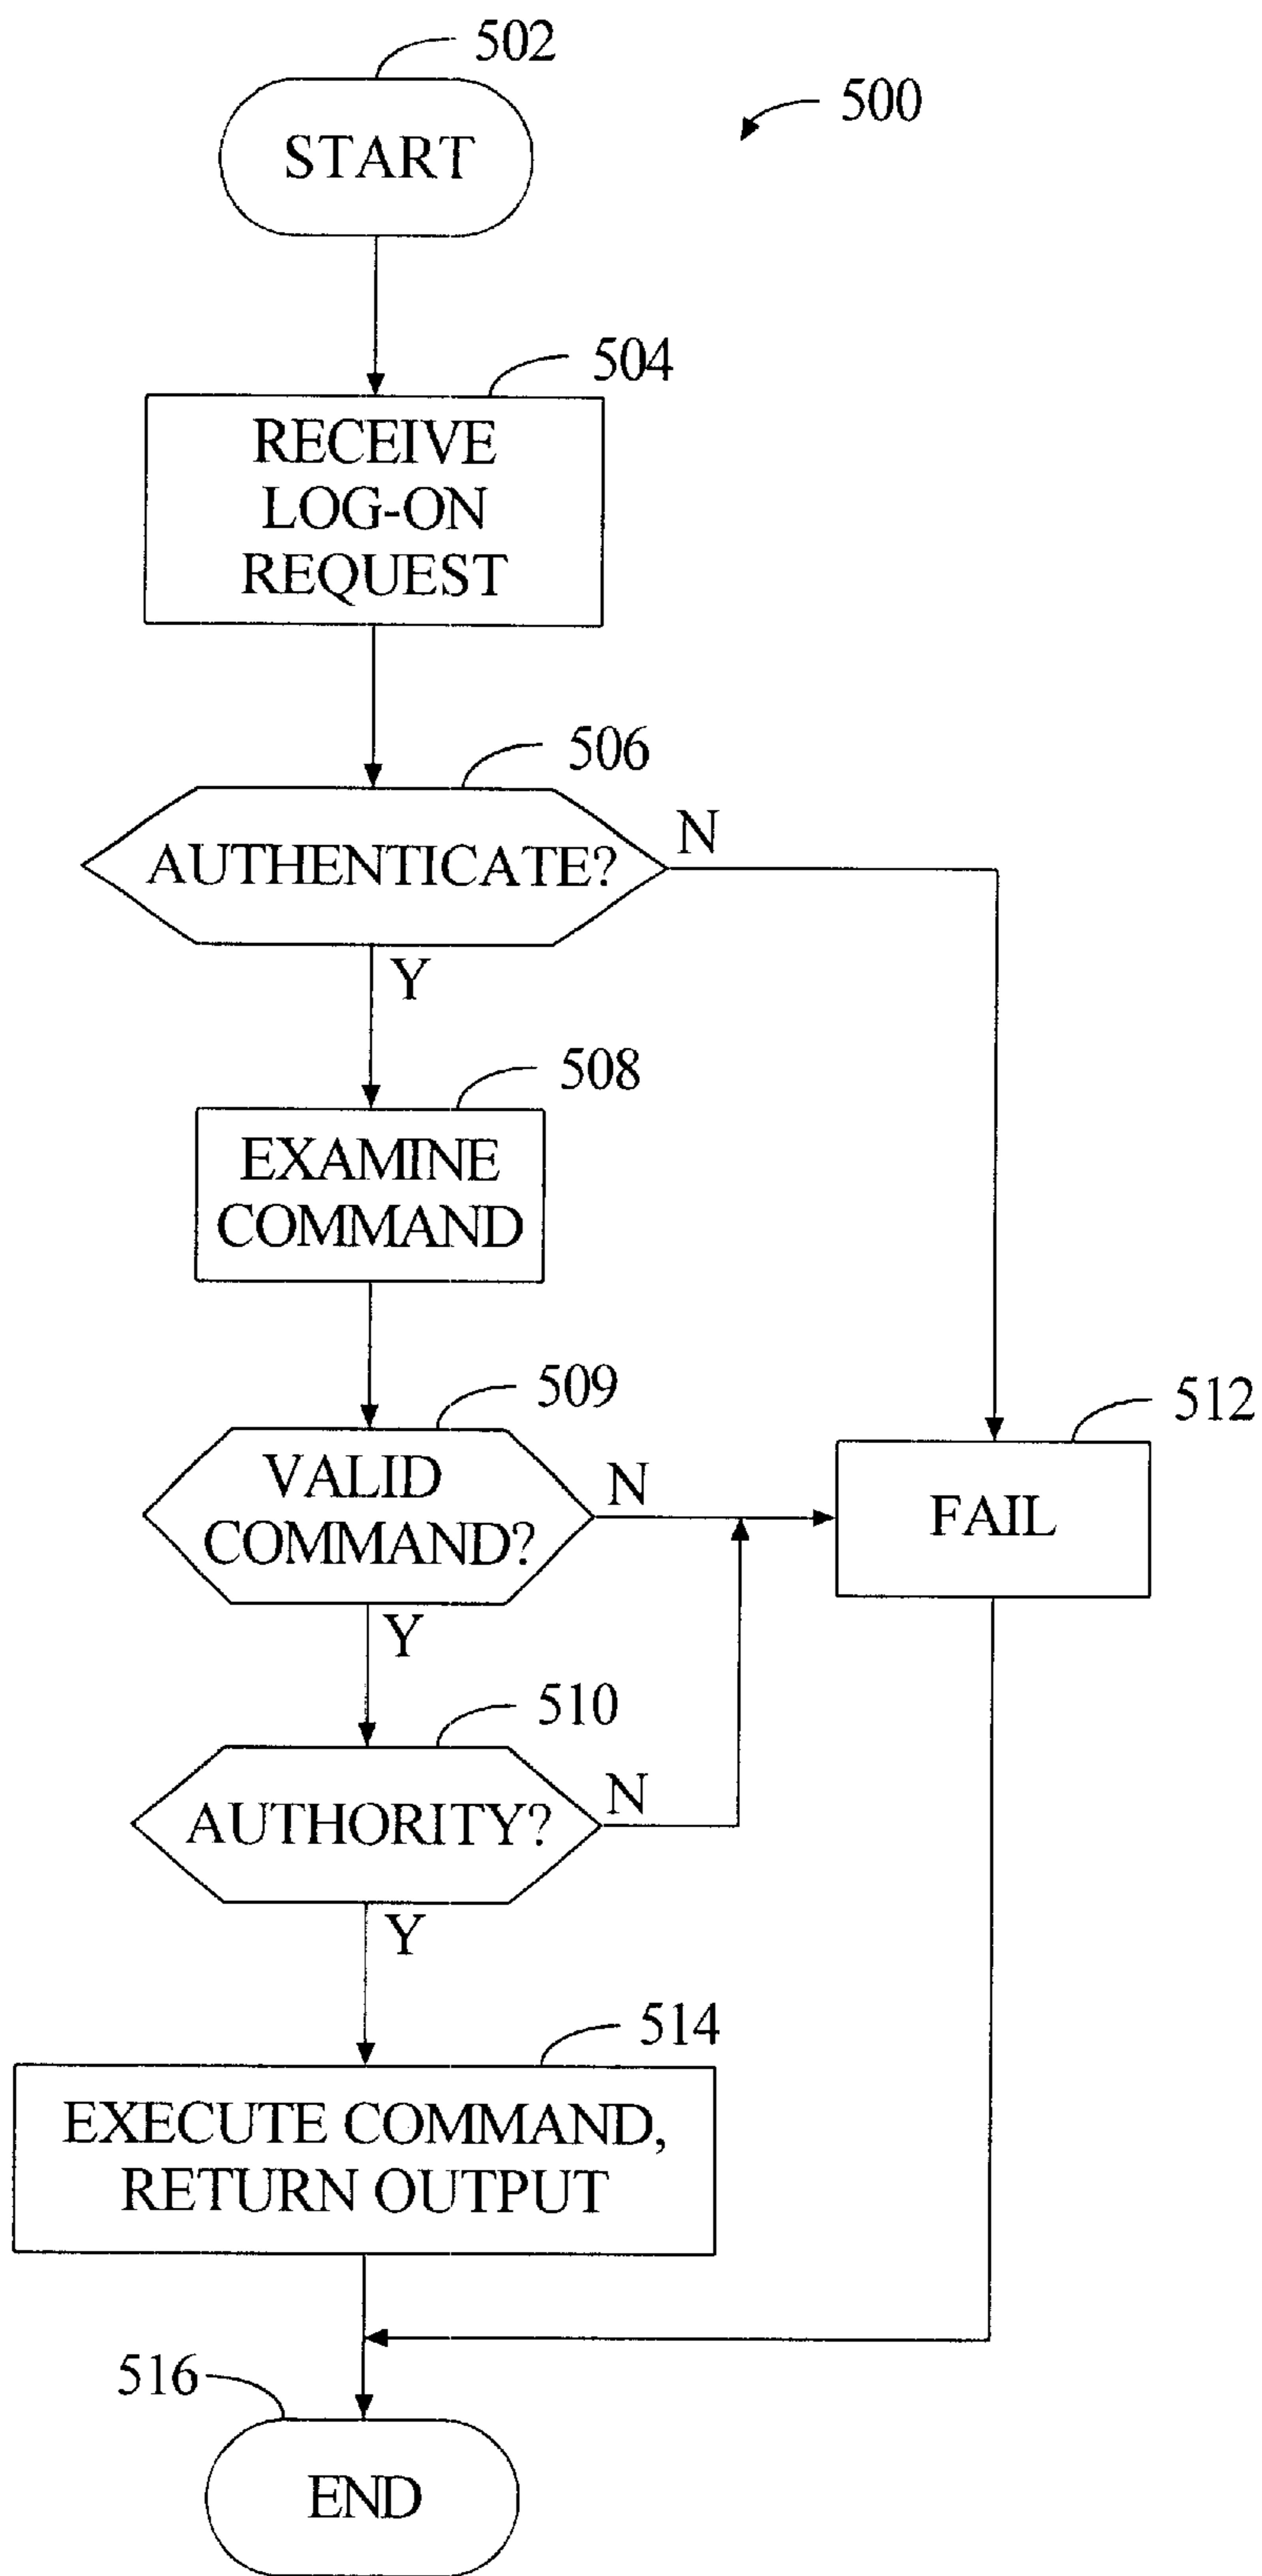 502
500
START
504
RECEIVE
LOG-ON
REQUEST
506
AUTHENTICATE?
N
Y
508
EXAMINE
COMMAND
509
VALID
COMMAND?
N
512
FAIL
Y
510
AUTHORITY?
N
Y
514
EXECUTE COMMAND,
RETURN OUTPUT
516
END